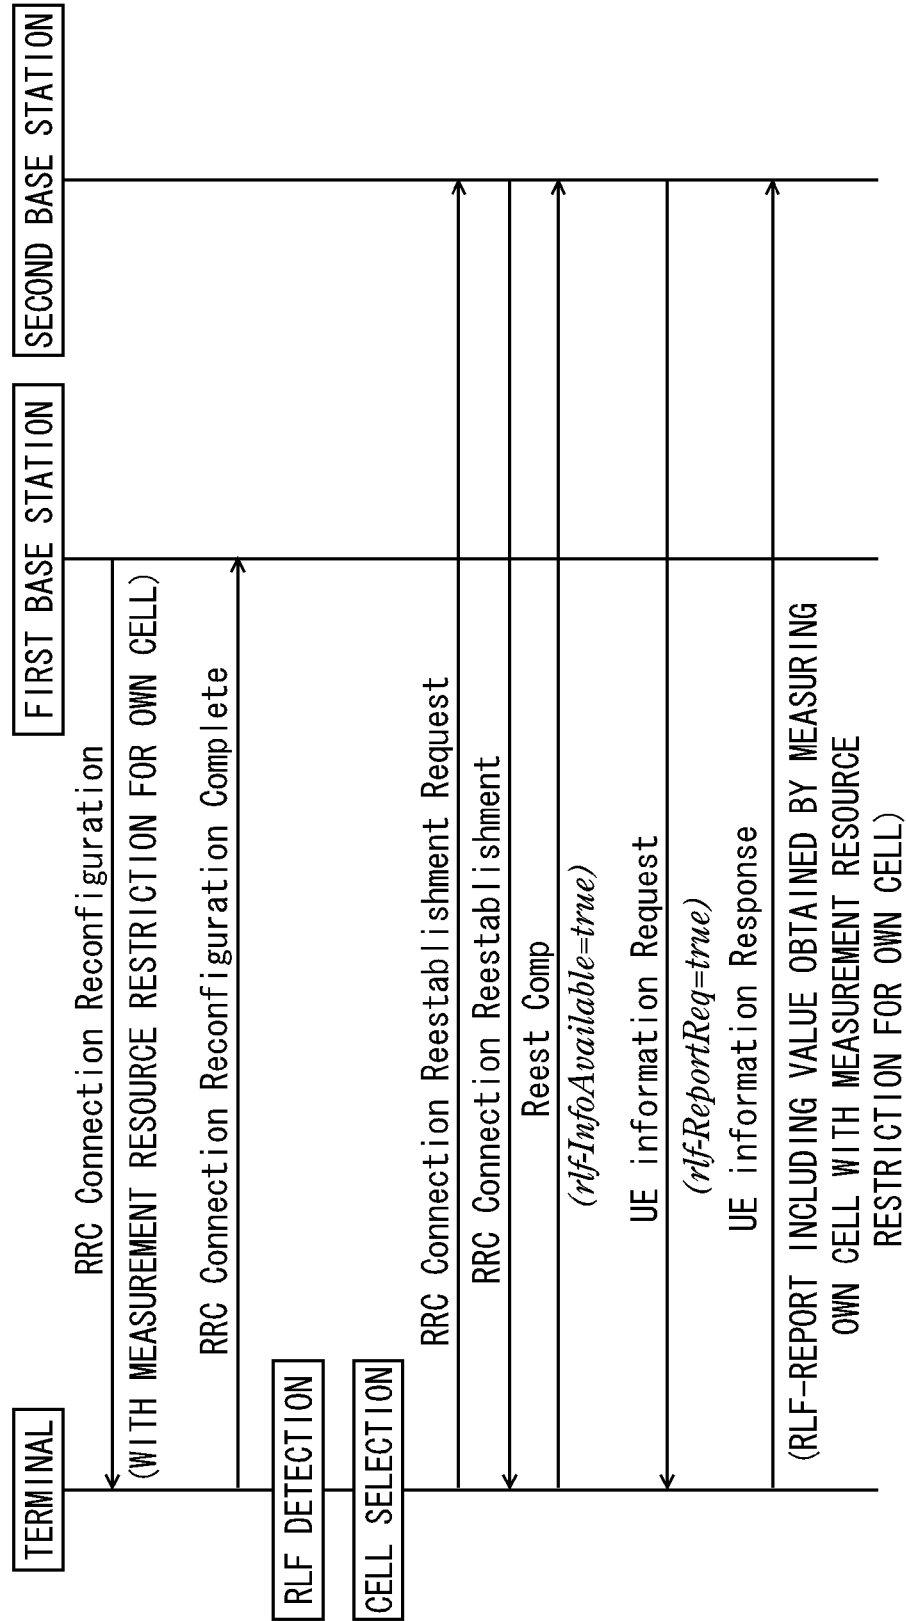 TERMINAL
FIRST BASE STATION
SECOND BASE STATION
RRC Connection Reconfiguration
(WITH MEASUREMENT RESOURCE RESTRICTION FOR OWN CELL)
RRC Connection Reconfiguration Complete
RLF DETECTION
CELL SELECTION
RRC Connection Reestablishment Request
RRC Connection Reestablishment
Reest Comp
(rlf-InfoAvailable=true)
UE information Request
(rlf-ReportReq=true)
UE information Response
(RLF-REPORT INCLUDING VALUE OBTAINED BY MEASURING
OWN CELL WITH MEASUREMENT RESOURCE
RESTRICTION FOR OWN CELL)